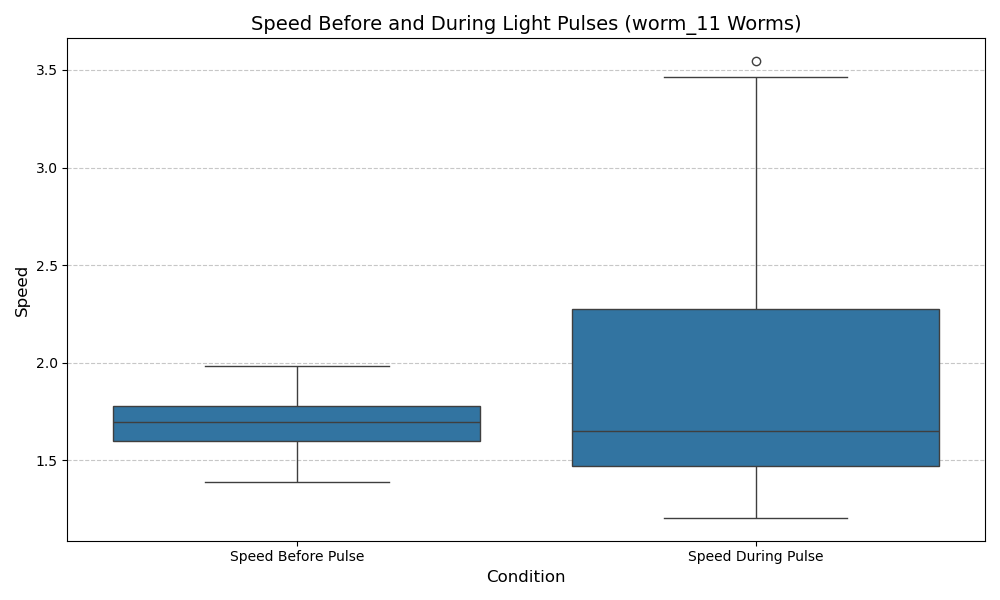 Speed Before and During Light Pulses (worm_11 Worms)
3.5
3.0
2.5
2.0
1.5
Speed
Speed Before Pulse
Speed During Pulse
Condition